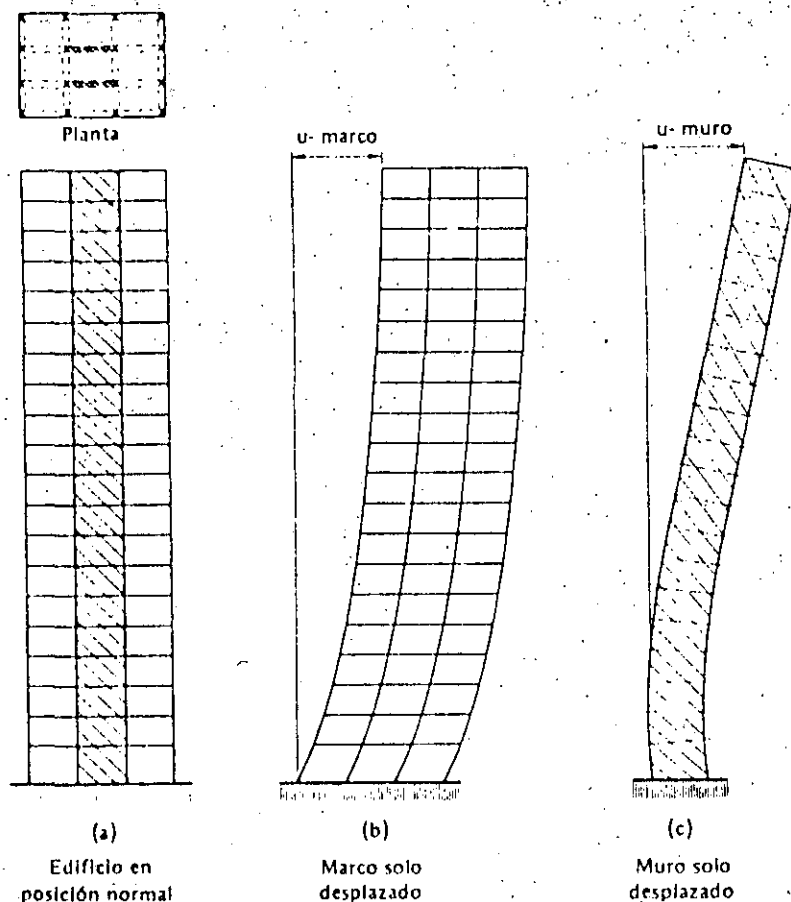 Planta
u- marco
u- muro
(a)
(b)
(c)
Edificio en
posición normal
Marco solo
desplazado
Muro solo
desplazado